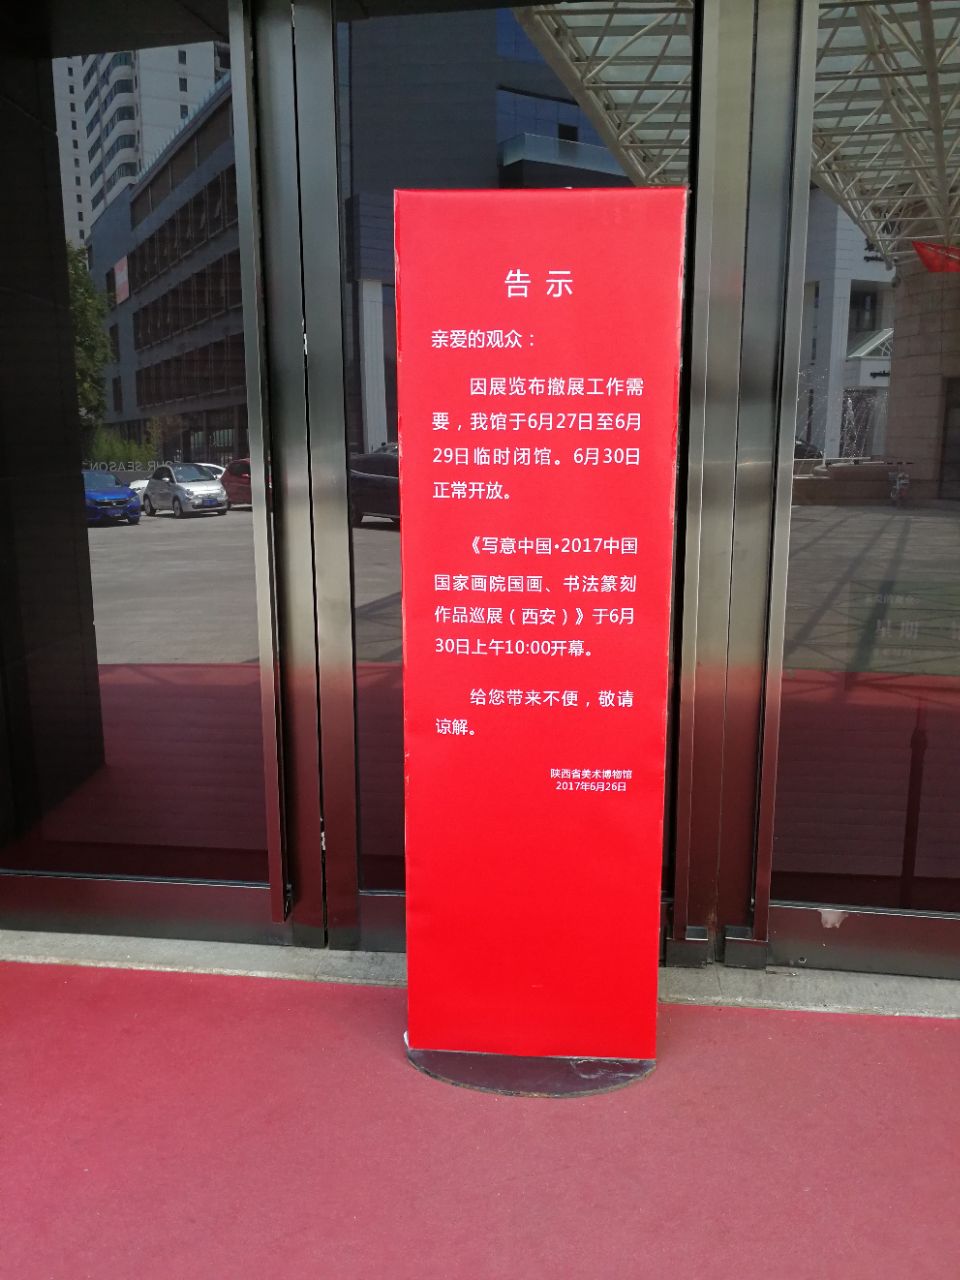 告 示
亲爱的观众：
因展览布撤展工作需
要，我馆于6月27日至6月
29日临时闭馆。6月30日
正常开放。
《写意中国·2017中国
国家画院国画、书法篆刻
作品巡展（西安）》于6月
30日上午10:00开幕。
给您带来不便，敬请
谅解。
陕西省美术博物馆
2017年6月26日
OUR SEASON
星期